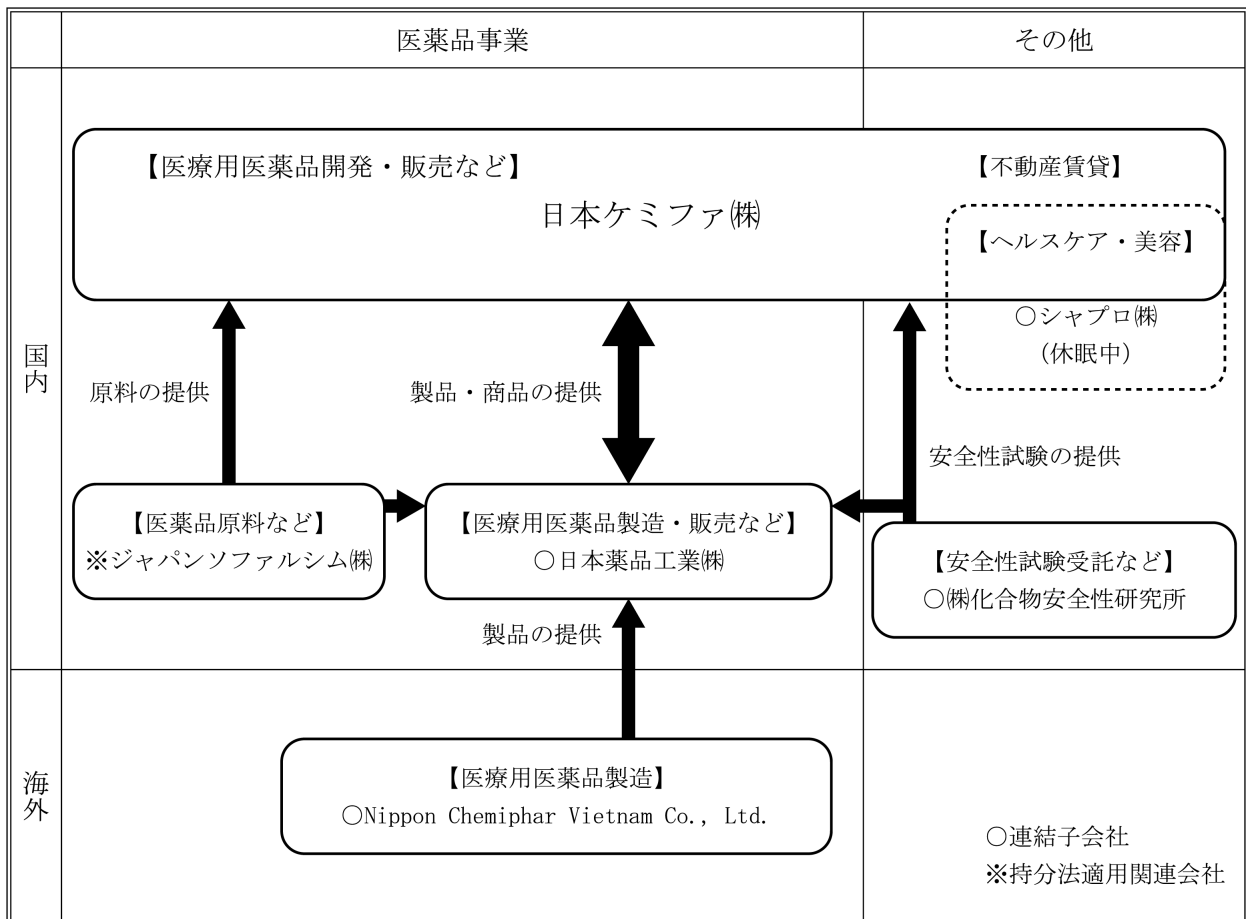 医薬品事業
その他
国内
【医療用医薬品開発・販売など】
【不動産賃貸】
日本ケミファ㈱
【ヘルスケア・美容】
○シャプロ㈱
（休眠中）
原料の提供
製品・商品の提供
安全性試験の提供
【医薬品原料など】
※ジャパンソファルシム㈱
【医療用医薬品製造・販売など】
○日本薬品工業㈱
【安全性試験受託など】
○㈱化合物安全性研究所
製品の提供
海外
【医療用医薬品製造】
○Nippon Chemiphar Vietnam Co., Ltd.
○連結子会社
※持分法適用関連会社